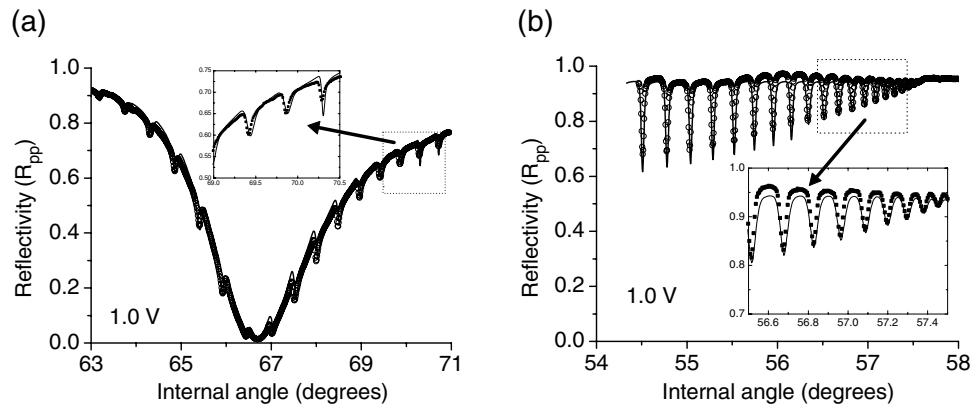 (a)
1.0
0.8
0.6
0.4
0.2
0.0
Reflectivity (Rpp)
63 65 67 69 71
Internal angle (degrees)
1.0 V
0.75
0.70
0.65
0.60
0.55
0.50
69.0 69.5 70.0 70.5
(b)
1.0
0.8
0.6
0.4
0.2
0.0
Reflectivity (Rpp)
54 55 56 57 58
Internal angle (degrees)
1.0 V
1.0
0.9
0.8
0.7
56.6 56.8 57.0 57.2 57.4